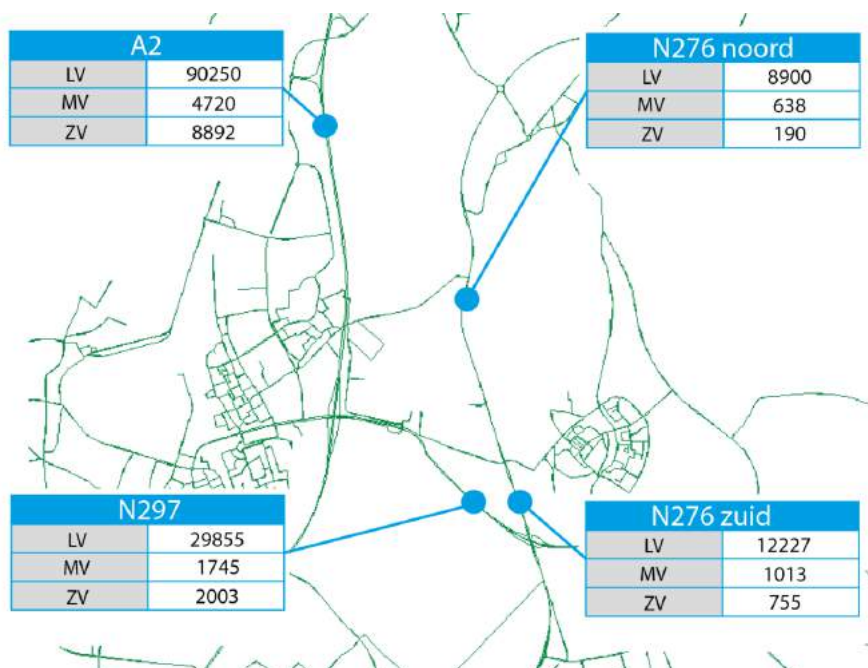 A2
LV 90250
MV 4720
ZV 8892
N276 noord
LV 8900
MV 638
ZV 190
N297
LV 29855
MV 1745
ZV 2003
N276 zuid
LV 12227
MV 1013
ZV 755